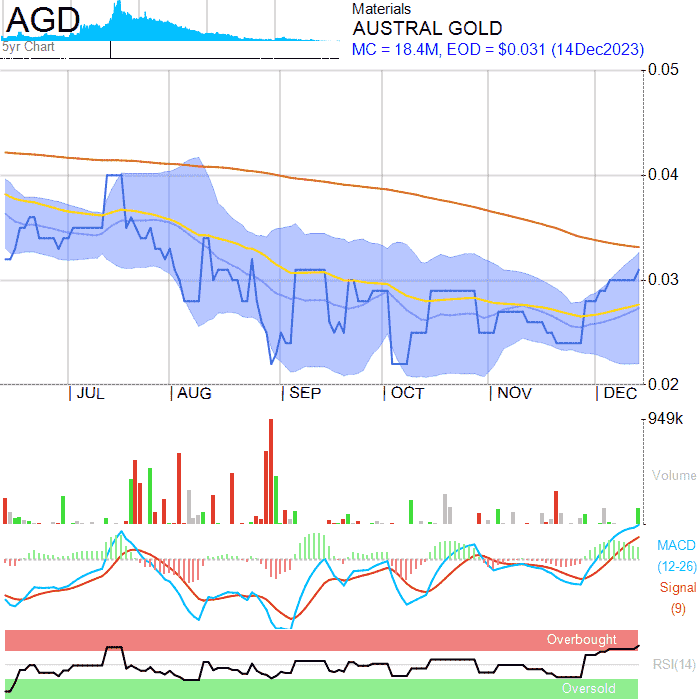 AGD
5yr Chart
Materials
AUSTRAL GOLD
MC = 18.4M, EOD = $0.031 (14Dec2023)
0.05
0.04
0.03
0.02
JUL AUG SEP OCT NOV DEC
949k
Volume
MACD
(12-26)
Signal
(9)
Overbought
RSI(14)
Oversold